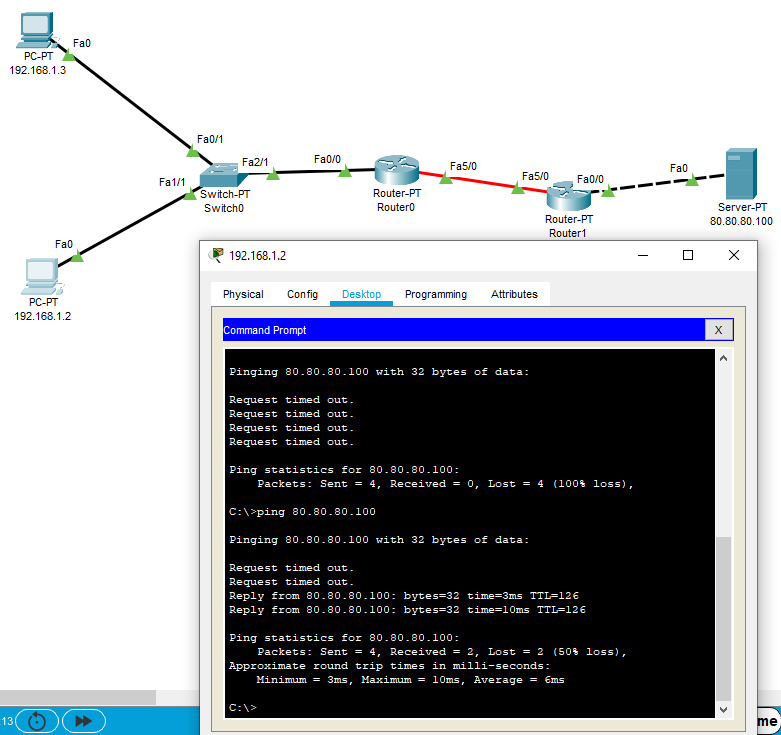 Fa0
PC-PT
192.168.1.3
Fa0/1
Fa2/1
Fa0/0
Fa5/0
Fa5/0
Fa0/0
Fa0
Fa1/1
Switch-PT
Switch0
Router-PT
Router0
Router-PT
Router1
Server-PT
80.80.80.100
Fa0
PC-PT
192.168.1.2
192.168.1.2
Physical Config Desktop Programming Attributes
Command Prompt
X
Pinging 80.80.80.100 with 32 bytes of data:
Request timed out.
Request timed out.
Request timed out.
Request timed out.
Ping statistics for 80.80.80.100:
Packets: Sent = 4, Received = 0, Lost = 4 (100% loss),
C:\>ping 80.80.80.100
Pinging 80.80.80.100 with 32 bytes of data:
Request timed out.
Request timed out.
Reply from 80.80.80.100: bytes=32 time=3ms TTL=126
Reply from 80.80.80.100: bytes=32 time=10ms TTL=126
Ping statistics for 80.80.80.100:
Packets: Sent = 4, Received = 2, Lost = 2 (50% loss),
Approximate round trip times in milli-seconds:
Minimum = 3ms, Maximum = 10ms, Average = 6ms
C:\>
:13
me